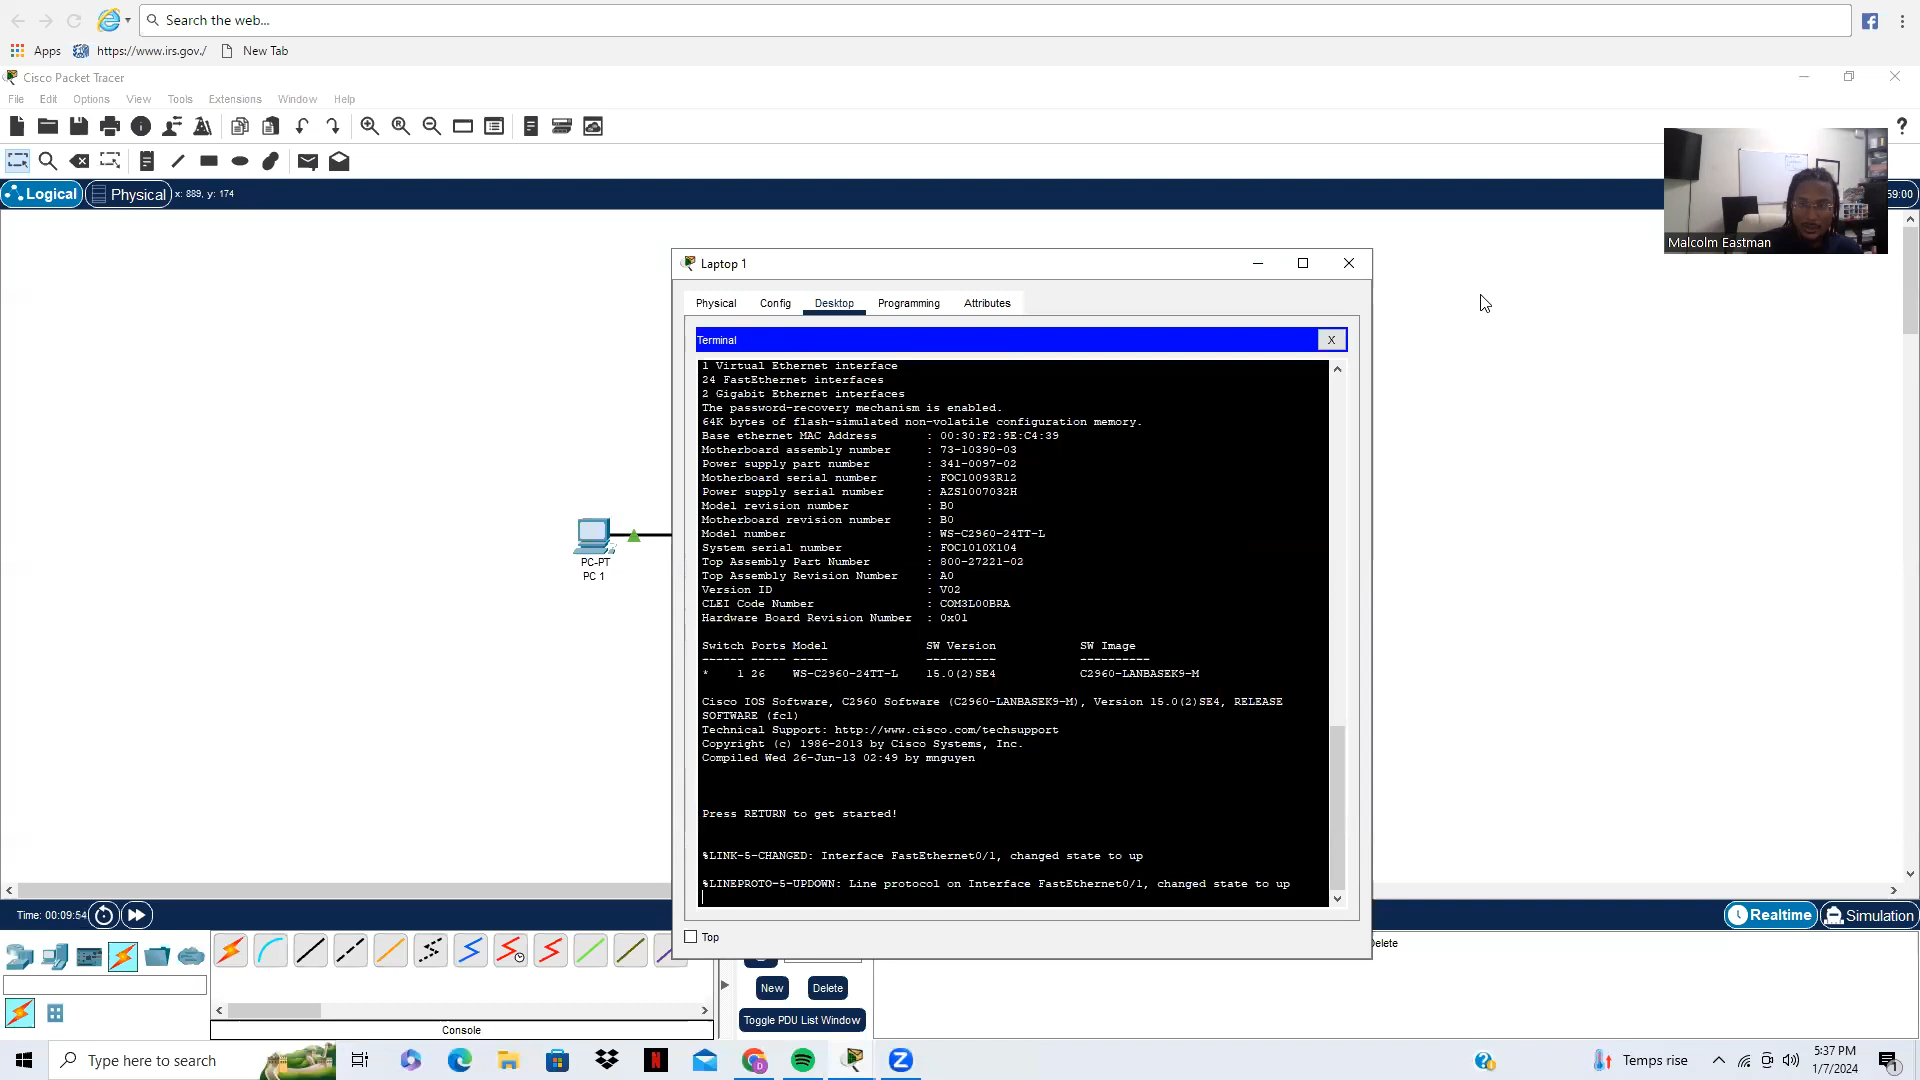 Search the web...
Apps
https://www.irs.gov./
New Tab
Cisco Packet Tracer
File Edit Options View Tools Extensions Window Help
?
Logical
Physical
x: 889, y: 174
59:00
Malcolm Eastman
Laptop 1
Physical Config Desktop Programming Attributes
Terminal
X
1 Virtual Ethernet interface
24 FastEthernet interfaces
2 Gigabit Ethernet interfaces
The password-recovery mechanism is enabled.
64K bytes of flash-simulated non-volatile configuration memory.
Base ethernet MAC Address : 00:30:F2:9E:C4:39
Motherboard assembly number : 73-10390-03
Power supply part number : 341-0097-02
Motherboard serial number : FOC10093R12
Power supply serial number : AZS1007032H
Model revision number : B0
Motherboard revision number : B0
Model number : WS-C2960-24TT-L
System serial number : FOC1010X104
Top Assembly Part Number : 800-27221-02
Top Assembly Revision Number : A0
Version ID : V02
CLEI Code Number : COM3L00BRA
Hardware Board Revision Number : 0x01
Switch Ports Model SW Version SW Image
------ ----- ----- ---------- ----------
* 1 26 WS-C2960-24TT-L 15.0(2)SE4 C2960-LANBASEK9-M
Cisco IOS Software, C2960 Software (C2960-LANBASEK9-M), Version 15.0(2)SE4, RELEASE
SOFTWARE (fc1)
Technical Support: http://www.cisco.com/techsupport
Copyright (c) 1986-2013 by Cisco Systems, Inc.
Compiled Wed 26-Jun-13 02:49 by mnguyen
Press RETURN to get started!
%LINK-5-CHANGED: Interface FastEthernet0/1, changed state to up
%LINEPROTO-5-UPDOWN: Line protocol on Interface FastEthernet0/1, changed state to up
Top
PC-PT
PC 1
Time: 00:09:54
Realtime
Simulation
Delete
New
Delete
Toggle PDU List Window
Console
Type here to search
Temps rise
5:37 PM
1/7/2024
1